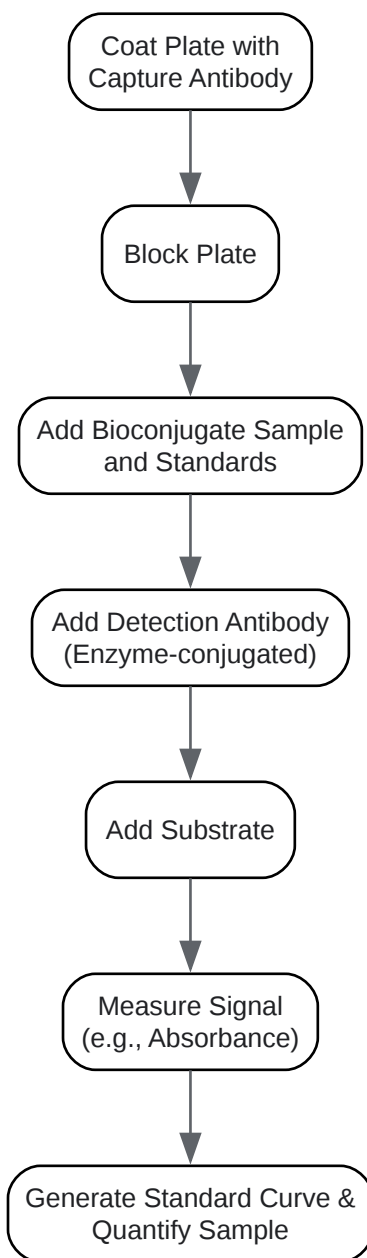 Coat Plate with
Capture Antibody
Block Plate
Add Bioconjugate Sample
and Standards
Add Detection Antibody
(Enzyme-conjugated)
Add Substrate
Measure Signal
(e.g., Absorbance)
Generate Standard Curve &
Quantify Sample